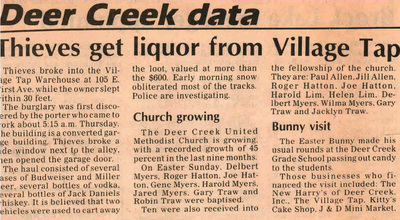 Deer Creek data
Thieves get liquor from Village Tap
Thieves broke into the Vil-
lage Tap Warehouse at 105 E.
First Ave. while the owner slept
within 30 feet.
The burglary was first disco-
vered by the porter who came to
work about 5:15 a.m. Thursday.
The building is a converted gar-
age building. Thieves broke a
side window next to the alley,
then opened the garage door.
The haul consisted of several
cases of Budweiser and Miller
beer, several bottles of vodka,
several bottles of Jack Daniels
whiskey. It is believed that two
vehicles were used to cart away
the loot, valued at more than
the $600. Early morning snow
obliterated most of the tracks.
Police are investigating.
Church growing
The Deer Creek United
Methodist Church is growing.
with a recorded growth of 45
percent in the last nine months.
On Easter Sunday, Delbert
Myers, Roger Hatton, Joe Hat-
ton, Gene Myers, Harold Myers,
Jared Myers, Gary Traw and
Robin Traw were baptised.
Ten were also received into
the fellowship of the church.
They are: Paul Allen, Jill Allen,
Roger Hatton, Joe Hatton,
Harold Lim, Helen Lim, De-
lbert Myers, Wilma Myers, Gary
Traw and Jacklyn Traw.
Bunny visit
The Easter Bunny made his
usual rounds at the Deer Creek
Grade School passing out candy
to the students.
Those businesses who fi-
nanced the visit included: The
New Harry's of Deer Creek,
Inc., The Village Tap, Kitty's
Cake Shop, J & D Mini Market,